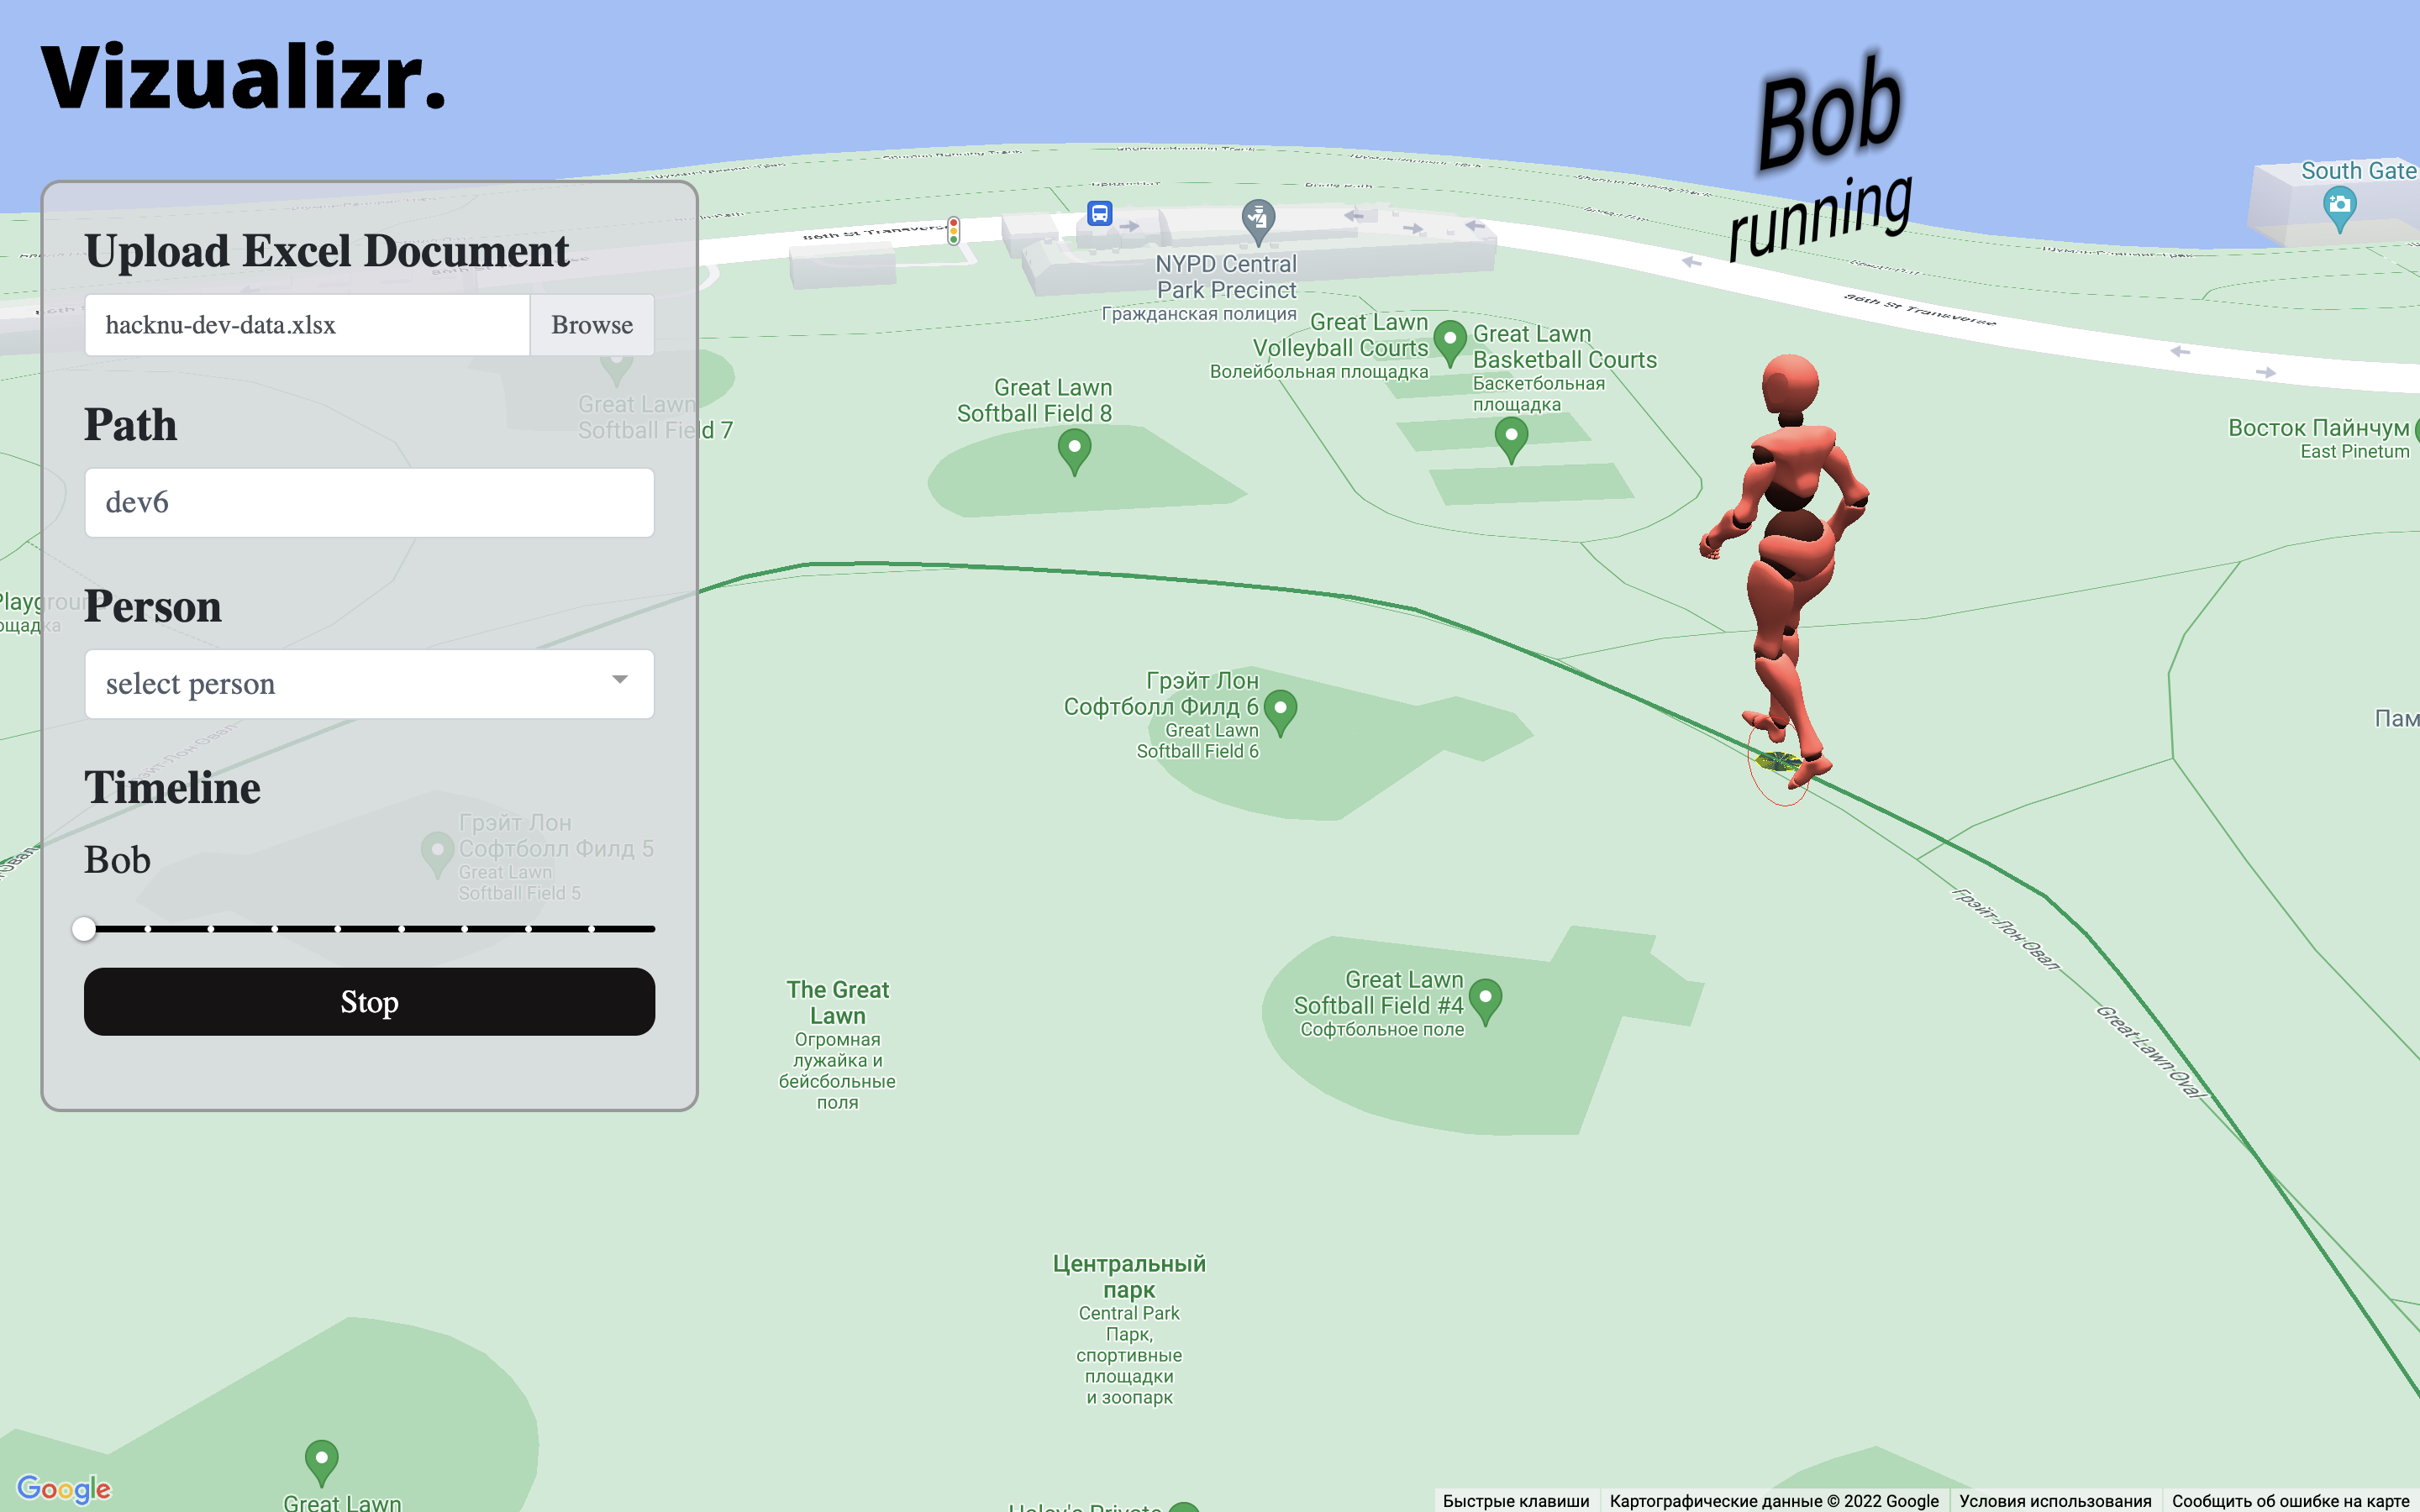 Vizualizr.
Bob
running
South Gate
Upload Excel Document
hacknu-dev-data.xlsx
Browse
Path
dev6
Person
select person
Timeline
Bob
Stop
86th St Transverse
NYPD Central
Park Precinct
Гражданская полиция
86th St Transverse
Great Lawn
Volleyball Courts
Волейбольная площадка
Great Lawn
Basketball Courts
Баскетбольная
площадка
Great Lawn
Softball Field 7
Great Lawn
Softball Field 8
Восток Пайнчум
East Pinetum
Грэйт Лон
Софтболл Филд 6
Great Lawn
Softball Field 6
Грэйт Лон
Софтболл Филд 5
Great Lawn
Softball Field 5
Грэйт-Лон-Овал
Great Lawn Oval
The Great
Lawn
Огромная
лужайка и
бейсбольные
поля
Great Lawn
Softball Field #4
Софтбольное поле
Центральный
парк
Central Park
Парк,
спортивные
площадки
и зоопарк
Great Lawn
Google
Быстрые клавиши
Картографические данные © 2022 Google
Условия использования
Сообщить об ошибке на карте